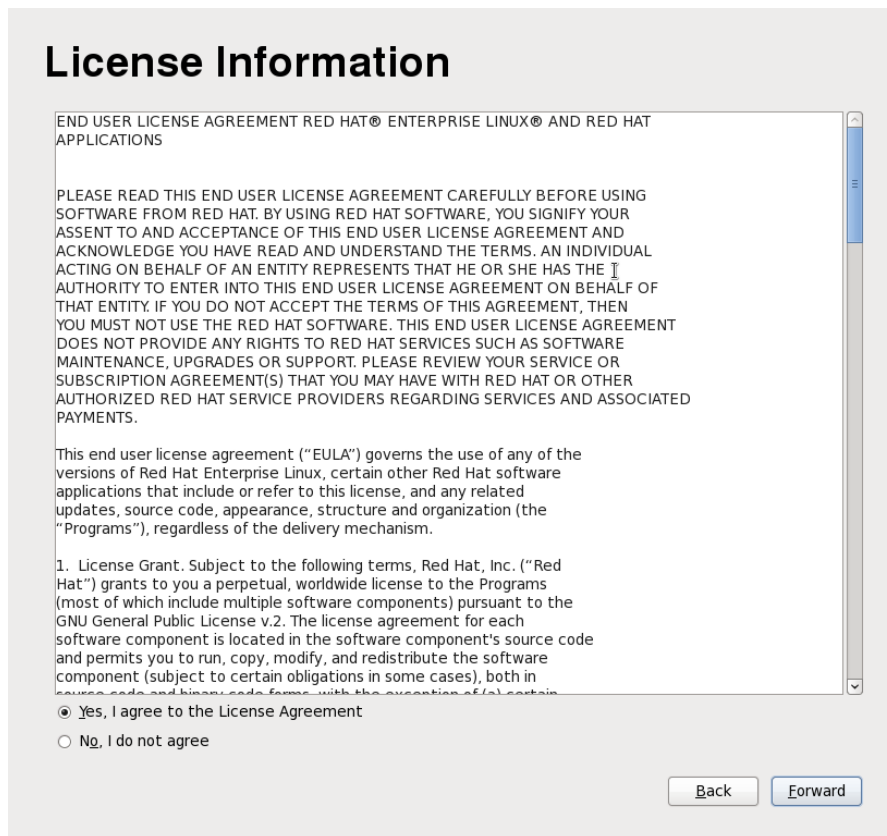 License Information
END USER LICENSE AGREEMENT RED HAT® ENTERPRISE LINUX® AND RED HAT
APPLICATIONS
PLEASE READ THIS END USER LICENSE AGREEMENT CAREFULLY BEFORE USING
SOFTWARE FROM RED HAT. BY USING RED HAT SOFTWARE, YOU SIGNIFY YOUR
ASSENT TO AND ACCEPTANCE OF THIS END USER LICENSE AGREEMENT AND
ACKNOWLEDGE YOU HAVE READ AND UNDERSTAND THE TERMS. AN INDIVIDUAL
ACTING ON BEHALF OF AN ENTITY REPRESENTS THAT HE OR SHE HAS THE
AUTHORITY TO ENTER INTO THIS END USER LICENSE AGREEMENT ON BEHALF OF
THAT ENTITY. IF YOU DO NOT ACCEPT THE TERMS OF THIS AGREEMENT, THEN
YOU MUST NOT USE THE RED HAT SOFTWARE. THIS END USER LICENSE AGREEMENT
DOES NOT PROVIDE ANY RIGHTS TO RED HAT SERVICES SUCH AS SOFTWARE
MAINTENANCE, UPGRADES OR SUPPORT. PLEASE REVIEW YOUR SERVICE OR
SUBSCRIPTION AGREEMENT(S) THAT YOU MAY HAVE WITH RED HAT OR OTHER
AUTHORIZED RED HAT SERVICE PROVIDERS REGARDING SERVICES AND ASSOCIATED
PAYMENTS.
This end user license agreement (“EULA”) governs the use of any of the
versions of Red Hat Enterprise Linux, certain other Red Hat software
applications that include or refer to this license, and any related
updates, source code, appearance, structure and organization (the
“Programs”), regardless of the delivery mechanism.
1.  License Grant. Subject to the following terms, Red Hat, Inc. (“Red
Hat”) grants to you a perpetual, worldwide license to the Programs
(most of which include multiple software components) pursuant to the
GNU General Public License v.2. The license agreement for each
software component is located in the software component's source code
and permits you to run, copy, modify, and redistribute the software
component (subject to certain obligations in some cases), both in
source code and binary code forms, with the exception of (a) certain
Yes, I agree to the License Agreement
No, I do not agree
Back
Forward